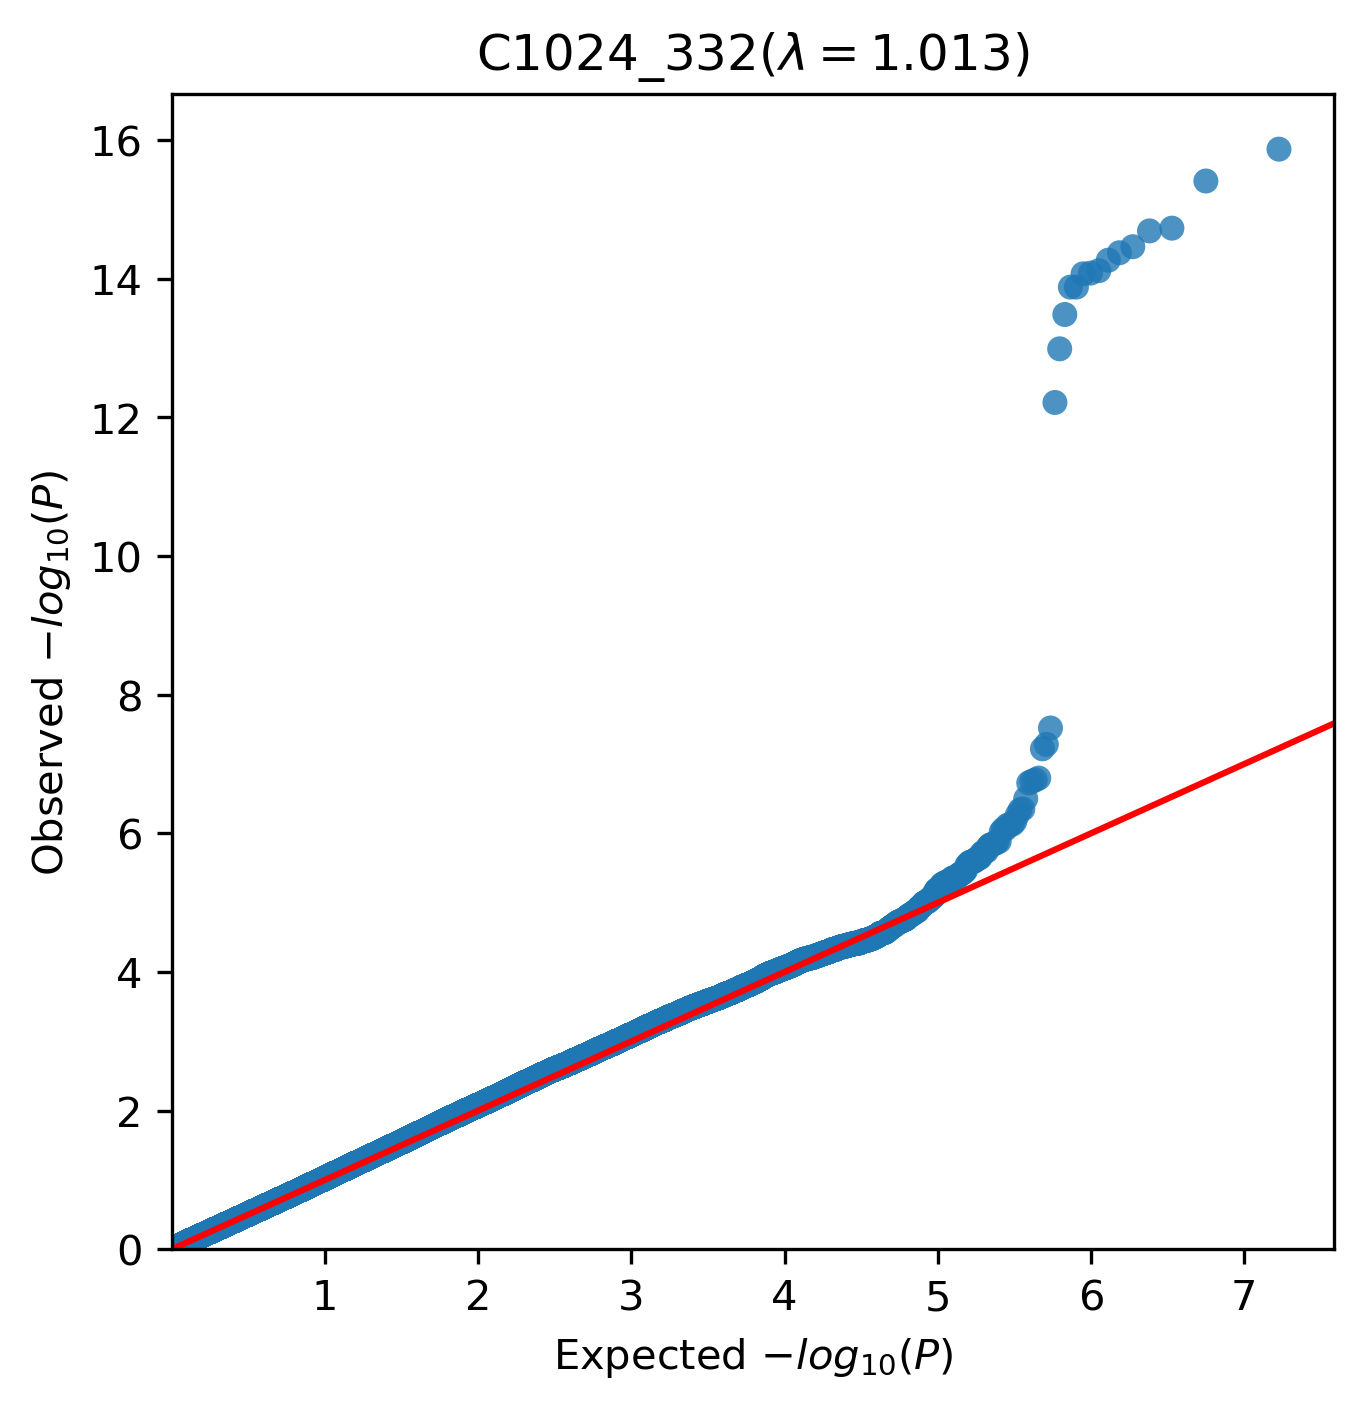 C1024_332(λ = 1.013)
16
14
12
10
8
6
4
2
0
Observed −log₁₀(P)
1 2 3 4 5 6 7
Expected −log₁₀(P)